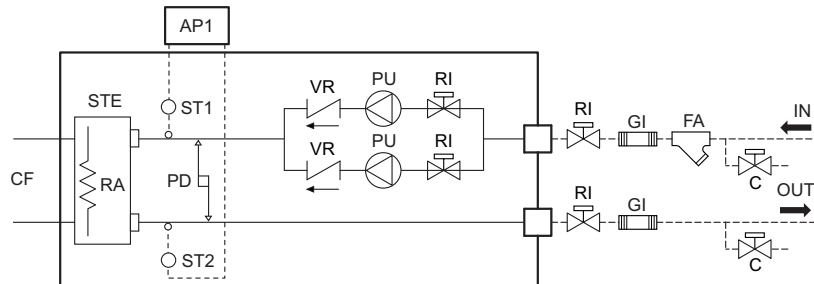 AP1
STE
ST1
VR
PU
RI
VR
PU
RI
RI
GI
FA
IN
C
CF
RA
PD
OUT
RI
GI
C
ST2